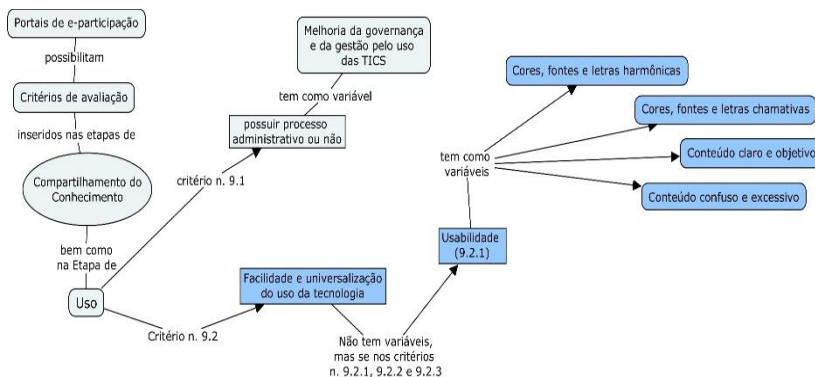 Portais de e-participação
possibilitam
Critérios de avaliação
inseridos nas etapas de
Compartilhamento do
Conhecimento
bem como
na Etapa de
Uso
critério n. 9.1
possuir processo
administrativo ou não
tem como variável
Melhoria da governança
e da gestão pelo uso
das TICS
Critério n. 9.2
Facilidade e universalização
do uso da tecnologia
Não tem variáveis,
mas se nos critérios
n. 9.2.1, 9.2.2 e 9.2.3
Usabilidade
(9.2.1)
tem como
variáveis
Cores, fontes e letras harmônicas
Cores, fontes e letras chamativas
Conteúdo claro e objetivo
Conteúdo confuso e excessivo